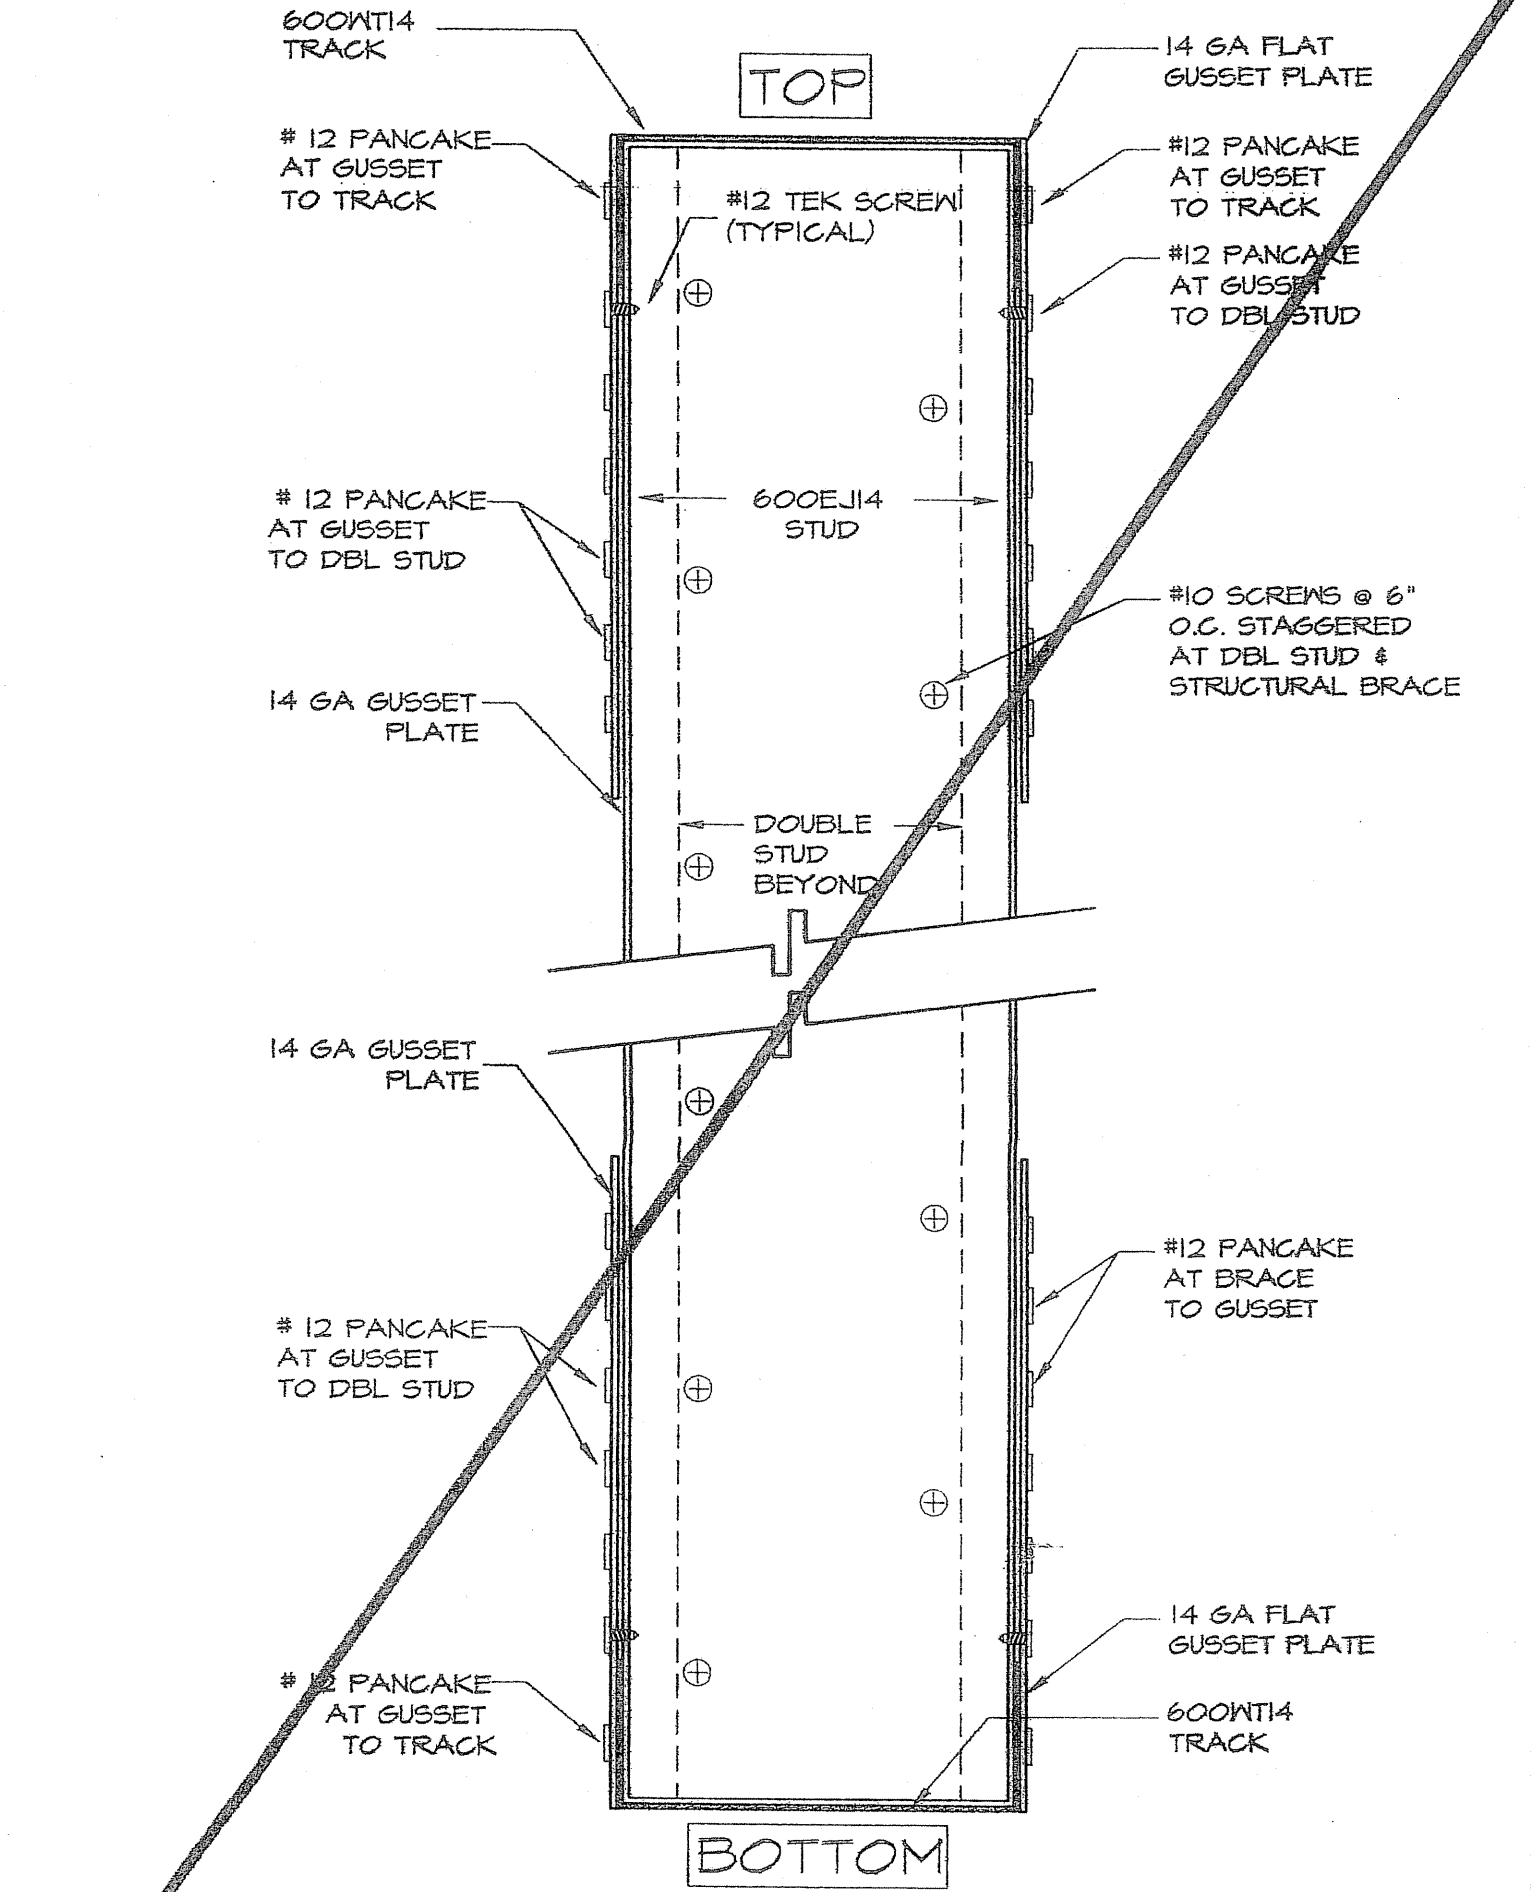 600WT14
TRACK
TOP
14 GA FLAT
GUSSET PLATE
# 12 PANCAKE
AT GUSSET
TO TRACK
#12 TEK SCREW
(TYPICAL)
#12 PANCAKE
AT GUSSET
TO TRACK
#12 PANCAKE
AT GUSSET
TO DBL STUD
# 12 PANCAKE
AT GUSSET
TO DBL STUD
600EJ14
STUD
#10 SCREWS @ 6"
O.C. STAGGERED
AT DBL STUD &
STRUCTURAL BRACE
14 GA GUSSET
PLATE
DOUBLE
STUD
BEYOND
14 GA GUSSET
PLATE
#12 PANCAKE
AT BRACE
TO GUSSET
# 12 PANCAKE
AT GUSSET
TO DBL STUD
14 GA FLAT
GUSSET PLATE
# 12 PANCAKE
AT GUSSET
TO TRACK
600WT14
TRACK
BOTTOM